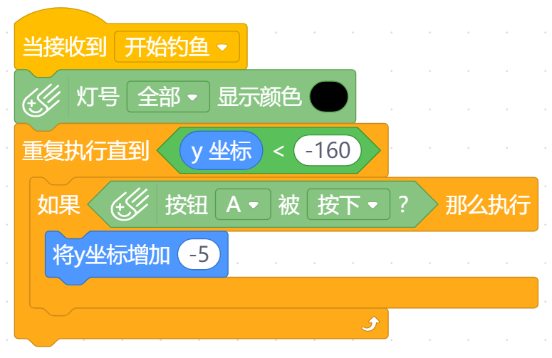 当接收到 开始钓鱼
灯号 全部 显示颜色
重复执行直到 y 坐标 < -160
如果 按钮 A 被 按下 ? 那么执行
将y坐标增加 -5